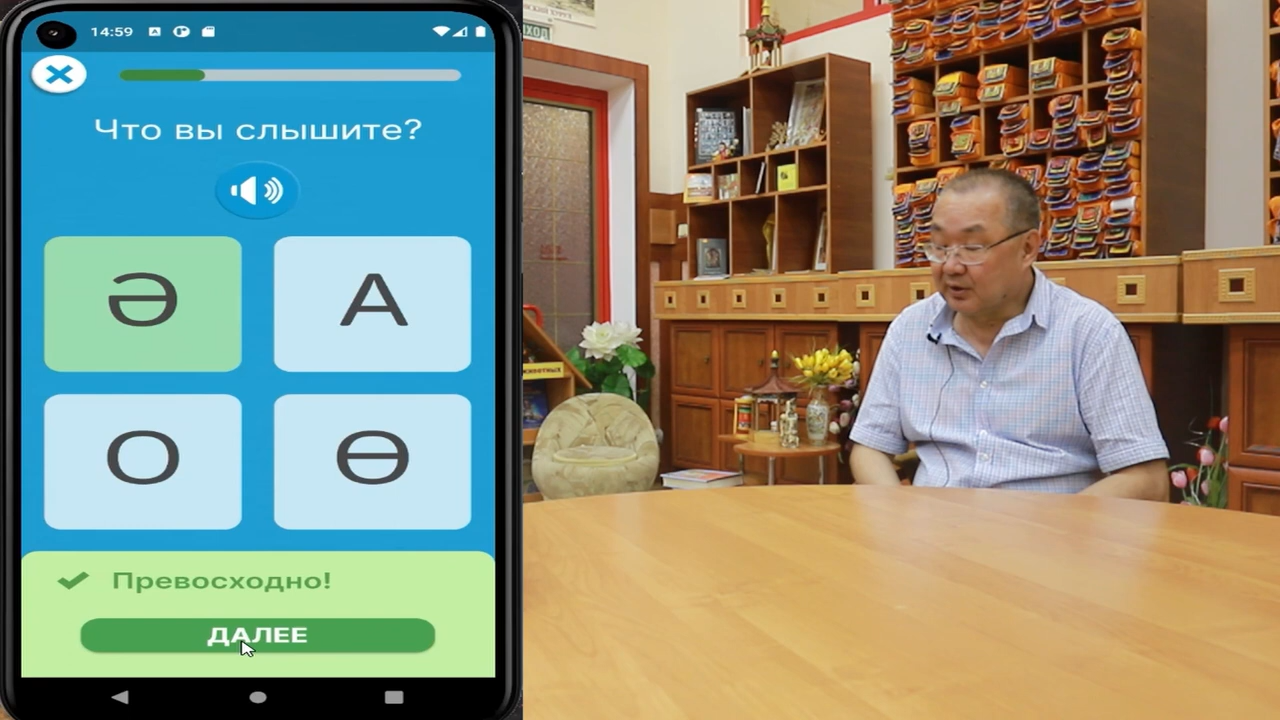 14:59
Что вы слышите?
Ә
А
О
Ө
Превосходно!
ДАЛЕЕ